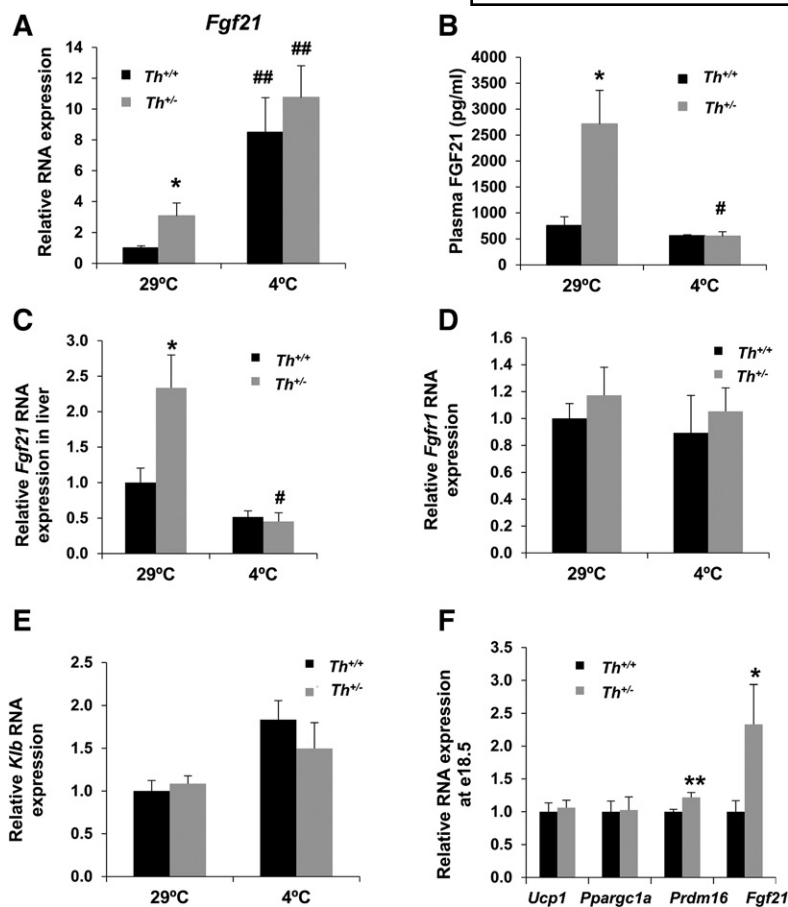 A
Fgf21
Relative RNA expression
14
12
10
8
6
4
2
0
Th+/+
Th+/-
*
##
##
29ºC
4ºC
B
Plasma FGF21 (pg/ml)
4000
3500
3000
2500
2000
1500
1000
500
0
Th+/+
Th+/-
*
#
29ºC
4ºC
C
Relative Fgf21 RNA
expression in liver
3.0
2.5
2.0
1.5
1.0
0.5
0.0
Th+/+
Th+/-
*
#
29ºC
4ºC
D
Relative Fgfr1 RNA
expression
1.6
1.4
1.2
1.0
0.8
0.6
0.4
0.2
0.0
Th+/+
Th+/-
29ºC
4ºC
E
Relative Klb RNA
expression
2.5
2.0
1.5
1.0
0.5
0.0
Th+/+
Th+/-
29ºC
4ºC
F
Relative RNA expression
at e18.5
3.5
3.0
2.5
2.0
1.5
1.0
0.5
0.0
Th+/+
Th+/-
**
*
Ucp1
Ppargc1a
Prdm16
Fgf21